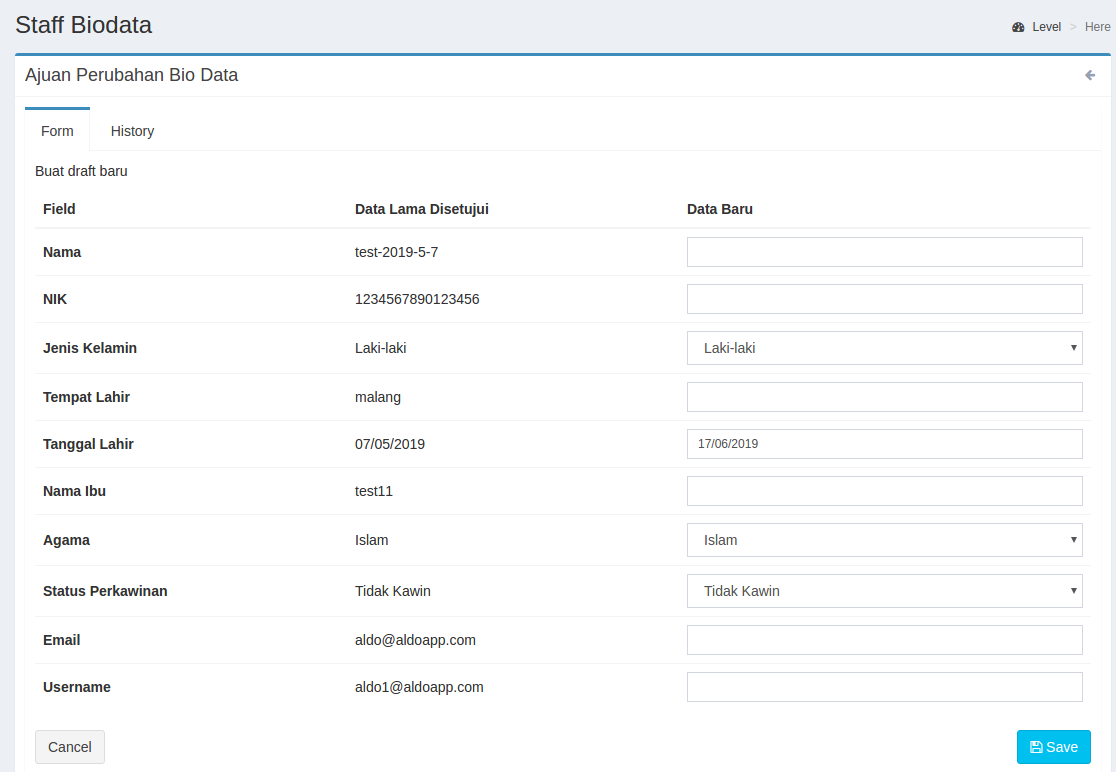 Staff Biodata
Level > Here
Ajuan Perubahan Bio Data
Form History
Buat draft baru
Field Data Lama Disetujui Data Baru
Nama test-2019-5-7
NIK 1234567890123456
Jenis Kelamin Laki-laki Laki-laki
Tempat Lahir malang
Tanggal Lahir 07/05/2019 17/06/2019
Nama Ibu test11
Agama Islam Islam
Status Perkawinan Tidak Kawin Tidak Kawin
Email aldo@aldoapp.com
Username aldo1@aldoapp.com
Cancel Save